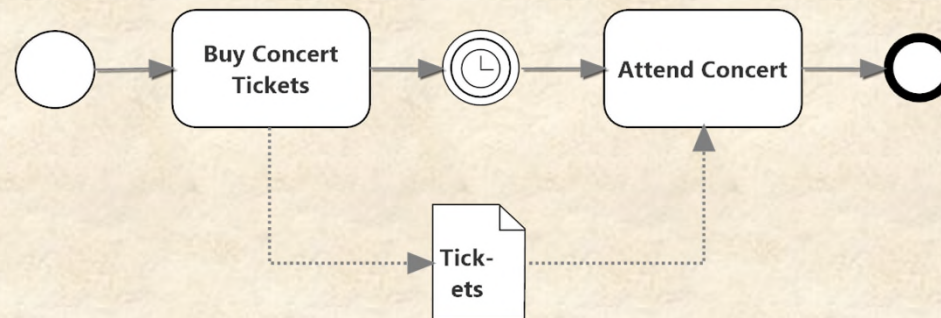 Buy Concert
Tickets
Attend Concert
Tick-
ets